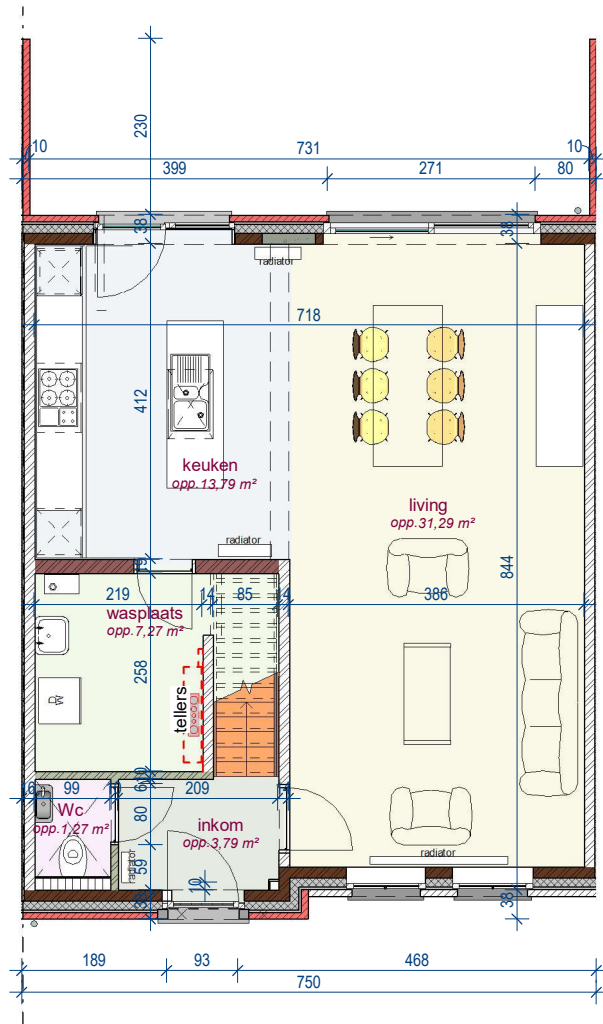 230
10
731
10
399
271
80
38
38
radiator
718
412
keuken
opp.13,79 m²
living
opp.31,29 m²
radiator
844
219
14
85
14
386
wasplaats
opp.7,27 m²
258
tellers
16
99
209
10
6
Wc
opp.1,27 m²
80
inkom
opp.3,79 m²
radiator
59
radiator
10
38
38
189
93
468
750